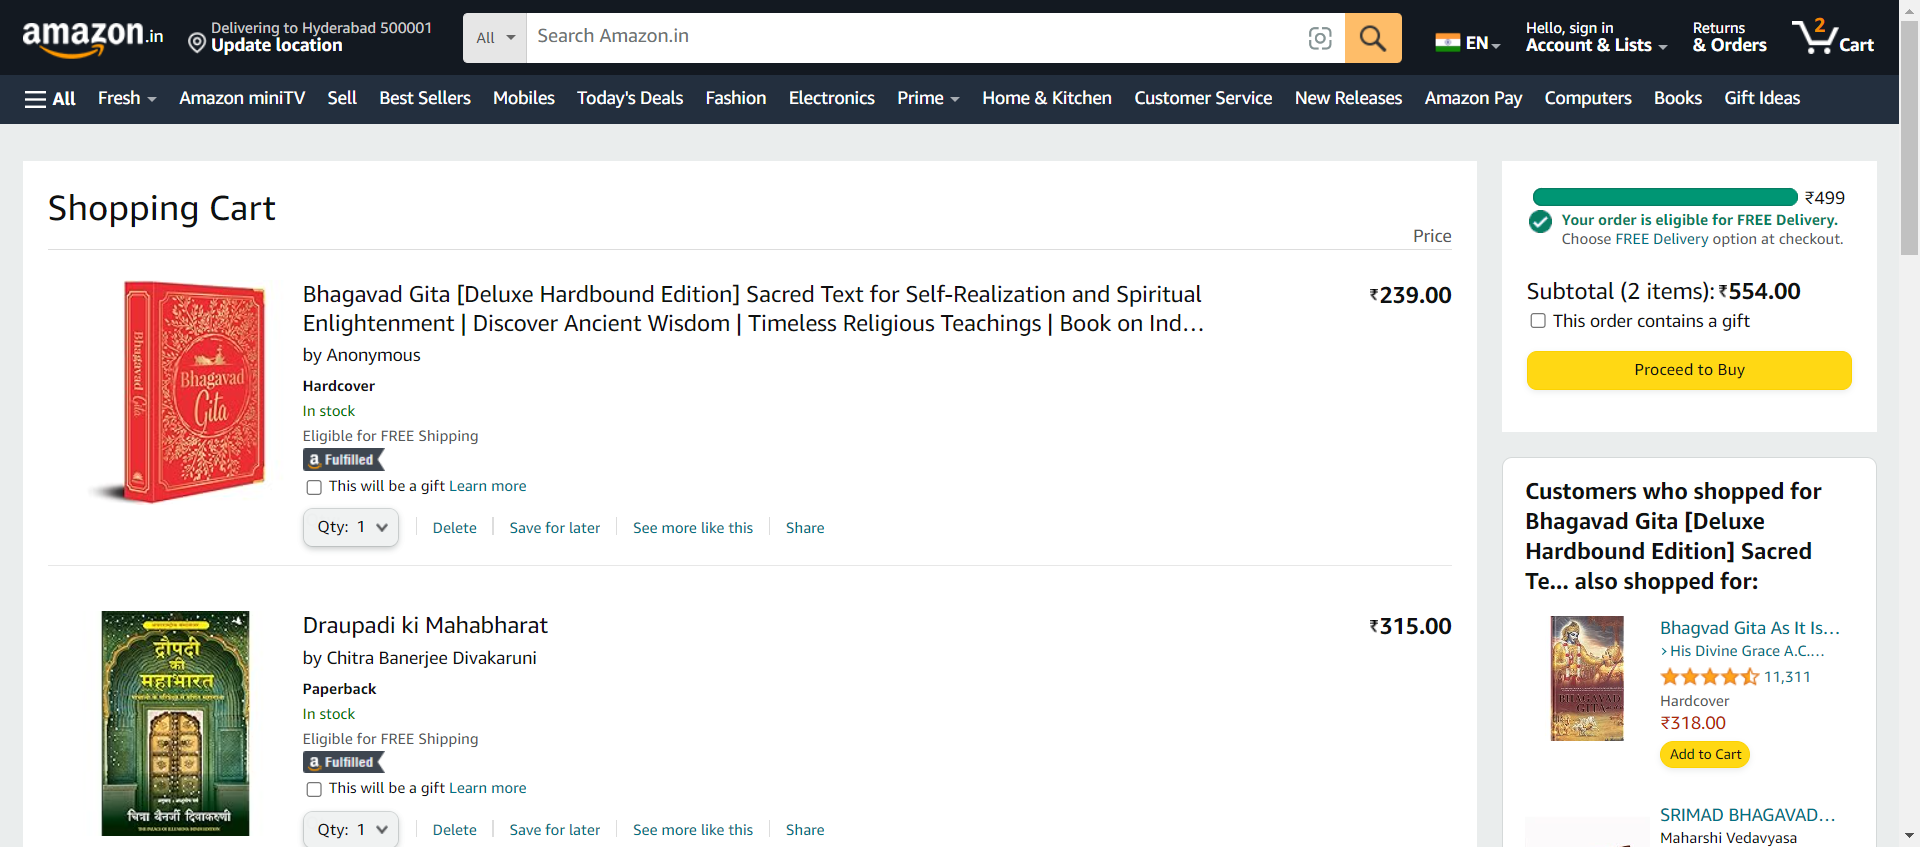 amazon.in
Delivering to Hyderabad 500001
Update location
All
Search Amazon.in
EN
Hello, sign in
Account & Lists
Returns
& Orders
2
Cart
All
Fresh
Amazon miniTV
Sell
Best Sellers
Mobiles
Today's Deals
Fashion
Electronics
Prime
Home & Kitchen
Customer Service
New Releases
Amazon Pay
Computers
Books
Gift Ideas
Shopping Cart
Price
Bhagavad Gita
Bhagavad
Gita
Bhagavad Gita [Deluxe Hardbound Edition] Sacred Text for Self-Realization and Spiritual
Enlightenment | Discover Ancient Wisdom | Timeless Religious Teachings | Book on Ind…
₹239.00
by Anonymous
Hardcover
In stock
Eligible for FREE Shipping
a Fulfilled
This will be a gift Learn more
Qty: 1
Delete
Save for later
See more like this
Share
द्रौपदी
की
महाभारत
चित्रा बैनर्जी दिवाकरुणी
THE PALACE OF ILLUSIONS: HINDI EDITION
Draupadi ki Mahabharat
₹315.00
by Chitra Banerjee Divakaruni
Paperback
In stock
Eligible for FREE Shipping
a Fulfilled
This will be a gift Learn more
Qty: 1
Delete
Save for later
See more like this
Share
₹499
Your order is eligible for FREE Delivery.
Choose FREE Delivery option at checkout.
Subtotal (2 items): ₹554.00
This order contains a gift
Proceed to Buy
Customers who shopped for
Bhagavad Gita [Deluxe
Hardbound Edition] Sacred
Te... also shopped for:
BHAGAVAD
GITA
Bhagvad Gita As It Is…
› His Divine Grace A.C.…
11,311
Hardcover
₹318.00
Add to Cart
SRIMAD BHAGAVAD…
Maharshi Vedavyasa